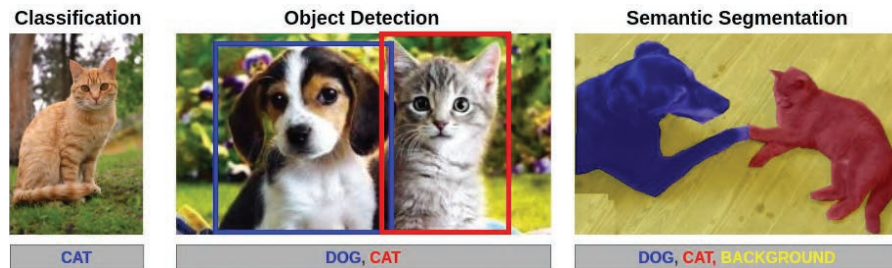 Classification
Object Detection
Semantic Segmentation
CAT
DOG, CAT
DOG, CAT, BACKGROUND